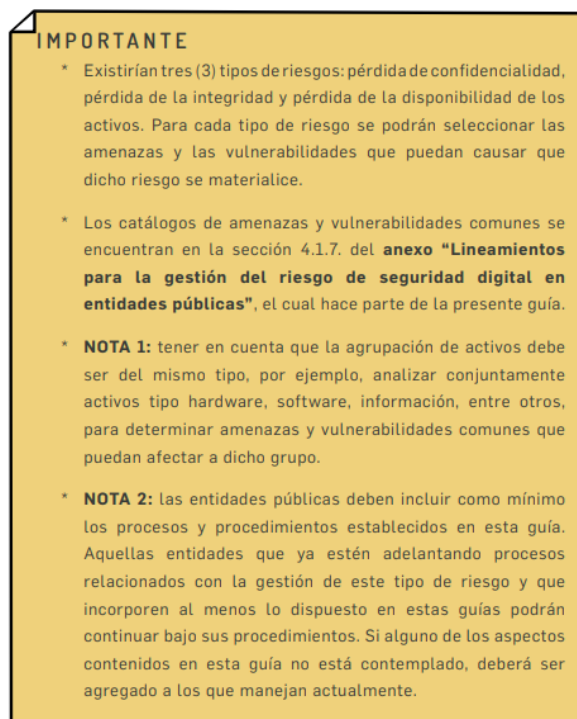 IMPORTANTE
* Existirían tres (3) tipos de riesgos: pérdida de confidencialidad,
pérdida de la integridad y pérdida de la disponibilidad de los
activos. Para cada tipo de riesgo se podrán seleccionar las
amenazas y las vulnerabilidades que puedan causar que
dicho riesgo se materialice.
* Los catálogos de amenazas y vulnerabilidades comunes se
encuentran en la sección 4.1.7. del anexo “Lineamientos
para la gestión del riesgo de seguridad digital en
entidades públicas”, el cual hace parte de la presente guía.
* NOTA 1: tener en cuenta que la agrupación de activos debe
ser del mismo tipo, por ejemplo, analizar conjuntamente
activos tipo hardware, software, información, entre otros,
para determinar amenazas y vulnerabilidades comunes que
puedan afectar a dicho grupo.
* NOTA 2: las entidades públicas deben incluir como mínimo
los procesos y procedimientos establecidos en esta guía.
Aquellas entidades que ya estén adelantando procesos
relacionados con la gestión de este tipo de riesgo y que
incorporen al menos lo dispuesto en estas guías podrán
continuar bajo sus procedimientos. Si alguno de los aspectos
contenidos en esta guía no está contemplado, deberá ser
agregado a los que manejan actualmente.